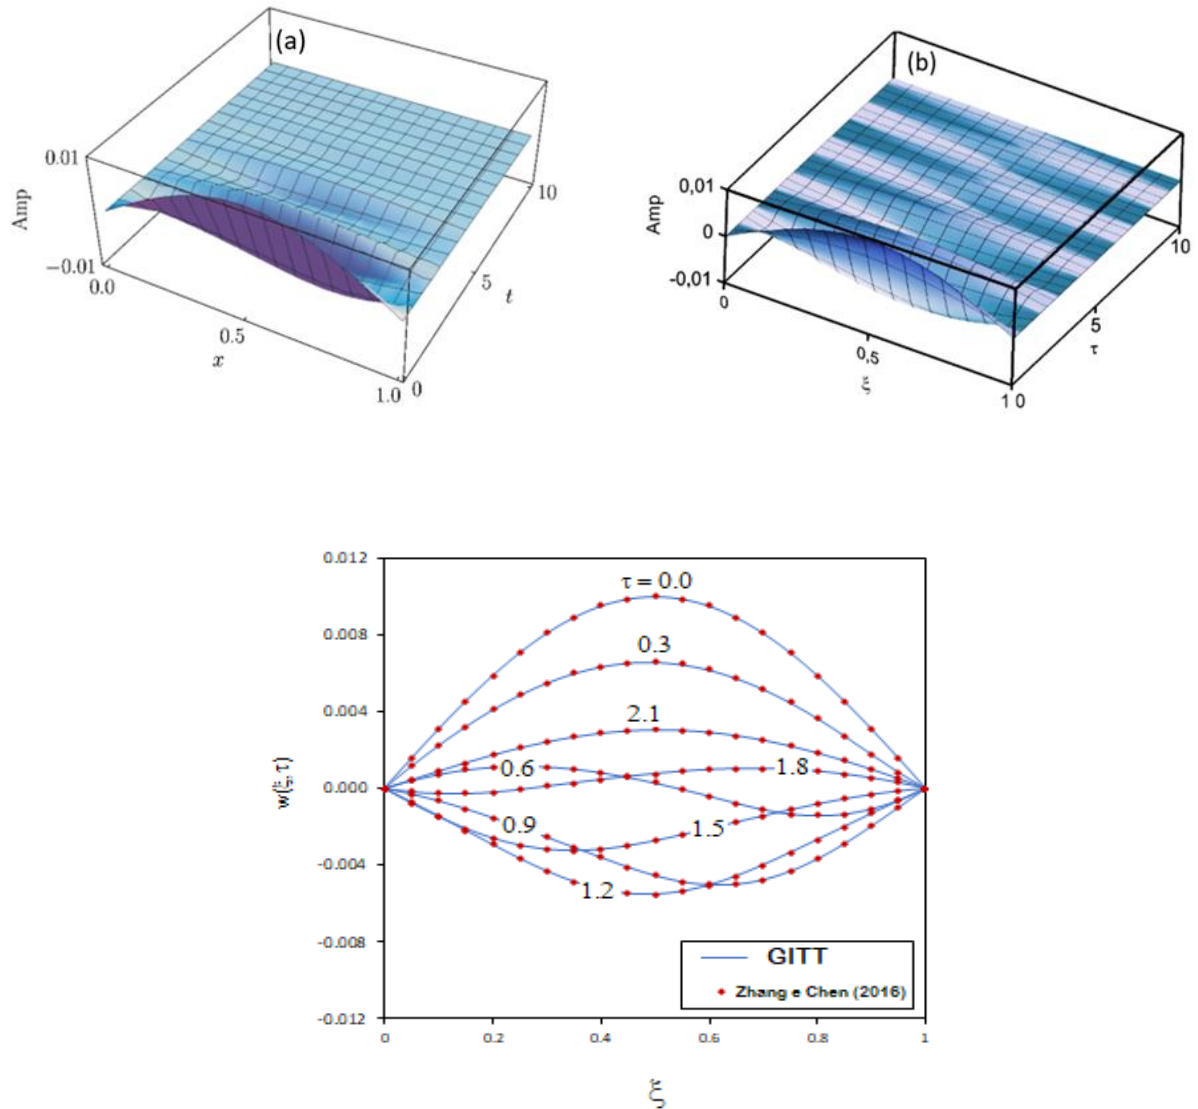 (a)
0.01
Amp
−0.01
0.0
0.5
x
1.0
0
5
t
10
(b)
0,01
Amp
0
-0,01
0
0,5
ξ
1 0
5
τ
10
0.012
0.008
0.004
0.000
-0.004
-0.008
-0.012
w(ξ, τ)
τ = 0.0
0.3
2.1
0.6
1.8
0.9
1.5
1.2
GITT
Zhang e Chen (2016)
0
0.2
0.4
0.6
0.8
1
ξ